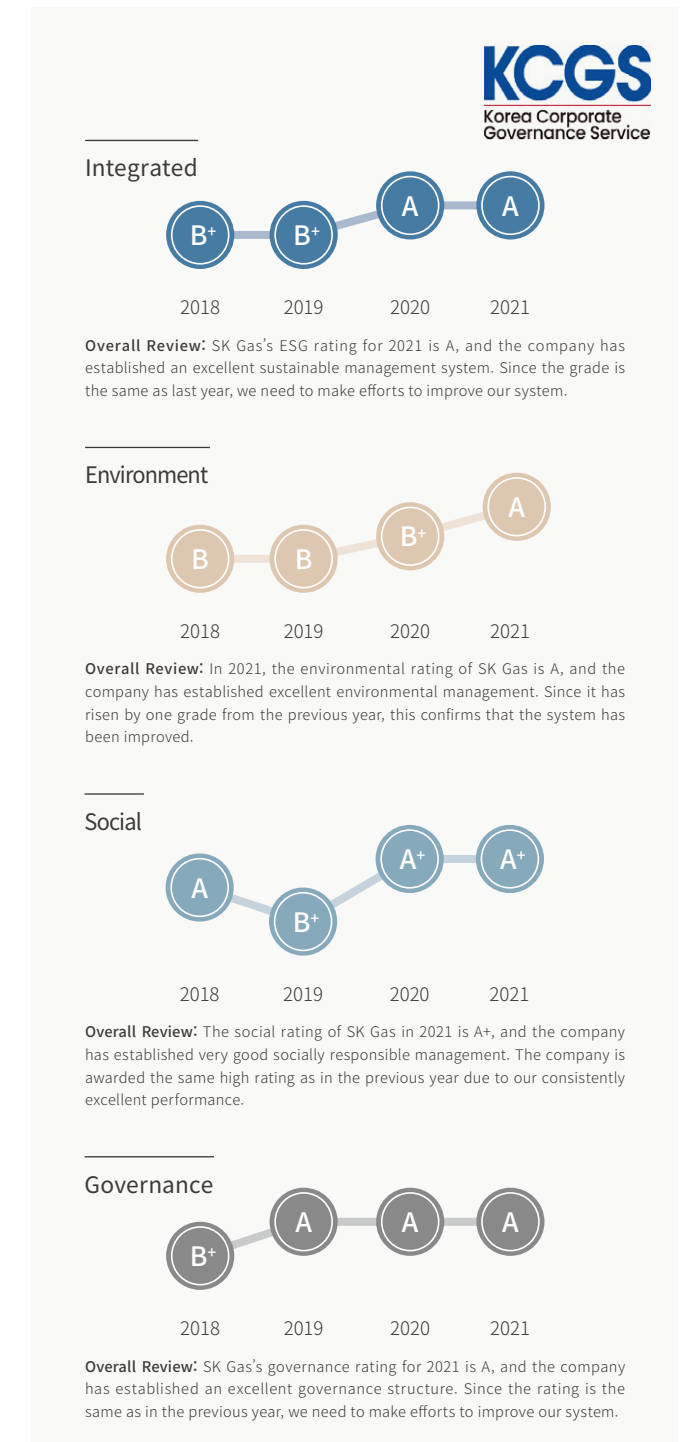 KCGS
Korea Corporate
Governance Service
Integrated
B+ B+ A A
2018 2019 2020 2021
Overall Review: SK Gas's ESG rating for 2021 is A, and the company has
established an excellent sustainable management system. Since the grade is
the same as last year, we need to make efforts to improve our system.
Environment
B B B+ A
2018 2019 2020 2021
Overall Review: In 2021, the environmental rating of SK Gas is A, and the
company has established excellent environmental management. Since it has
risen by one grade from the previous year, this confirms that the system has
been improved.
Social
A B+ A+ A+
2018 2019 2020 2021
Overall Review: The social rating of SK Gas in 2021 is A+, and the company
has established very good socially responsible management. The company is
awarded the same high rating as in the previous year due to our consistently
excellent performance.
Governance
B+ A A A
2018 2019 2020 2021
Overall Review: SK Gas's governance rating for 2021 is A, and the company
has established an excellent governance structure. Since the rating is the
same as in the previous year, we need to make efforts to improve our system.